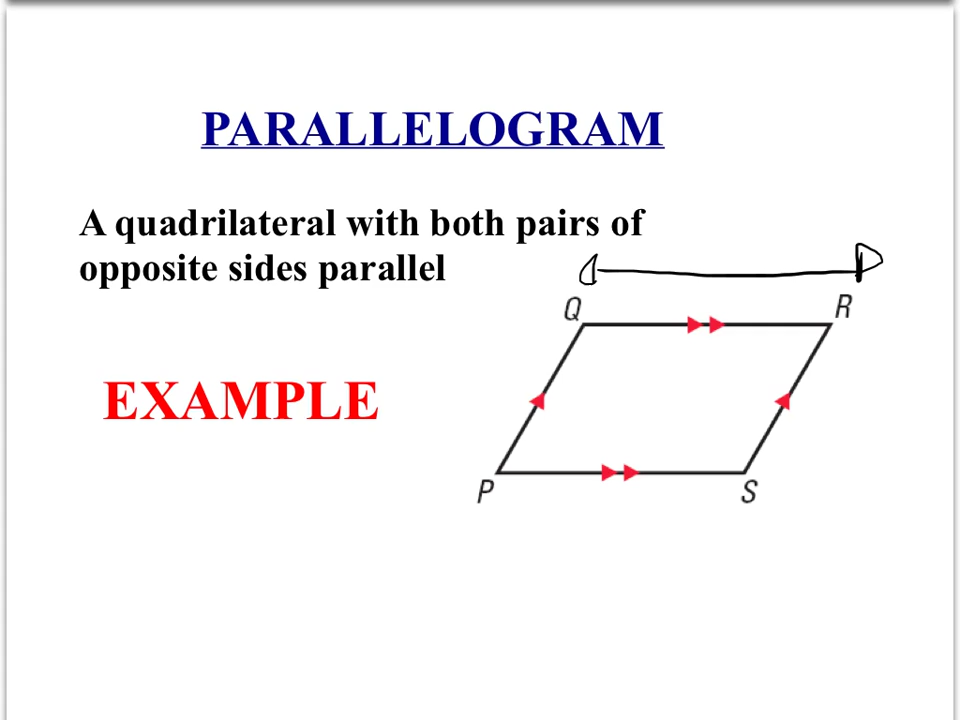 PARALLELOGRAM
A quadrilateral with both pairs of
opposite sides parallel
Q
R
EXAMPLE
P
S